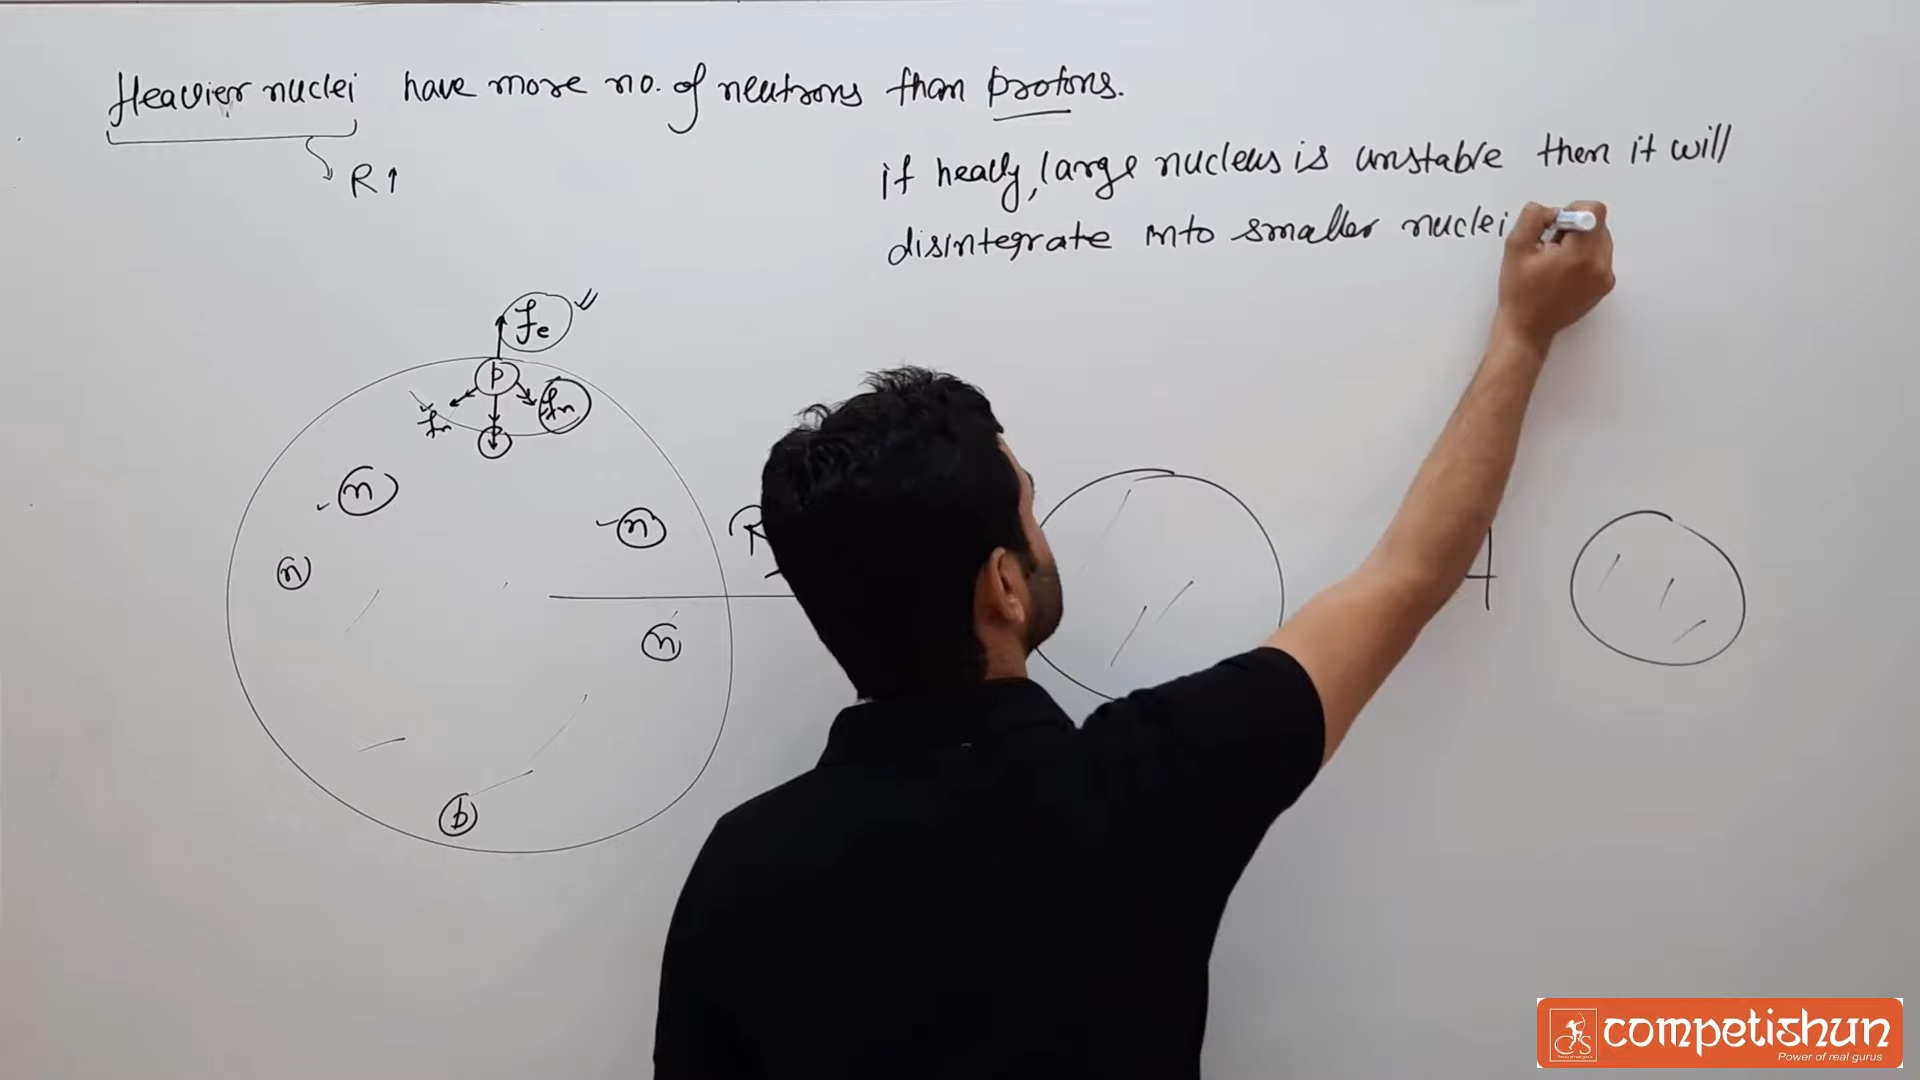 Heavier nuclei have more no. of neutrons than protons.
R↑
if heavy, large nucleus is unstable then it will
disintegrate into smaller nuclei
fe
p
fn
fn
n
n
n
R
n
+
p
competishun
Power of real gurus